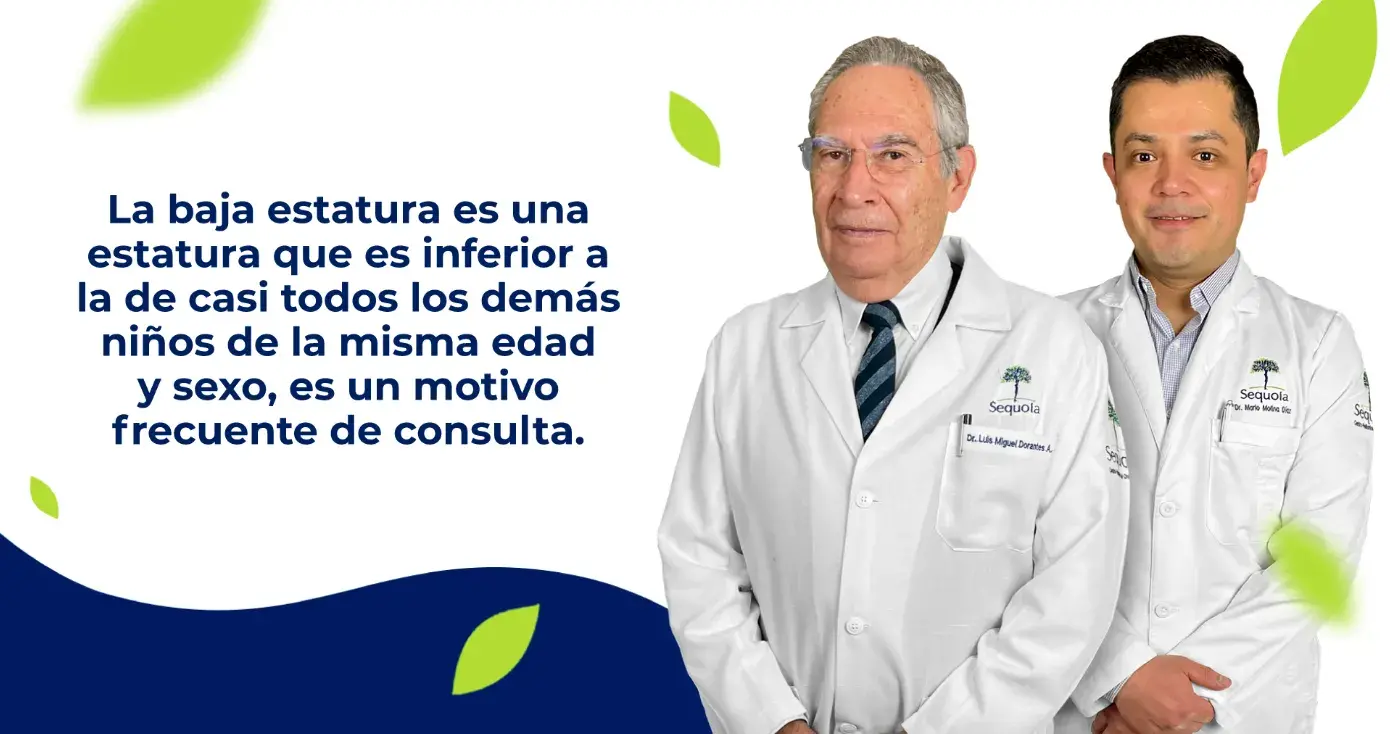 La baja estatura es una
estatura que es inferior a
la de casi todos los demás
niños de la misma edad
y sexo, es un motivo
frecuente de consulta.
Sequoia
Dr. Luis Miguel Dorantes A.
Sequoia
Dr. Mario Molina Díaz